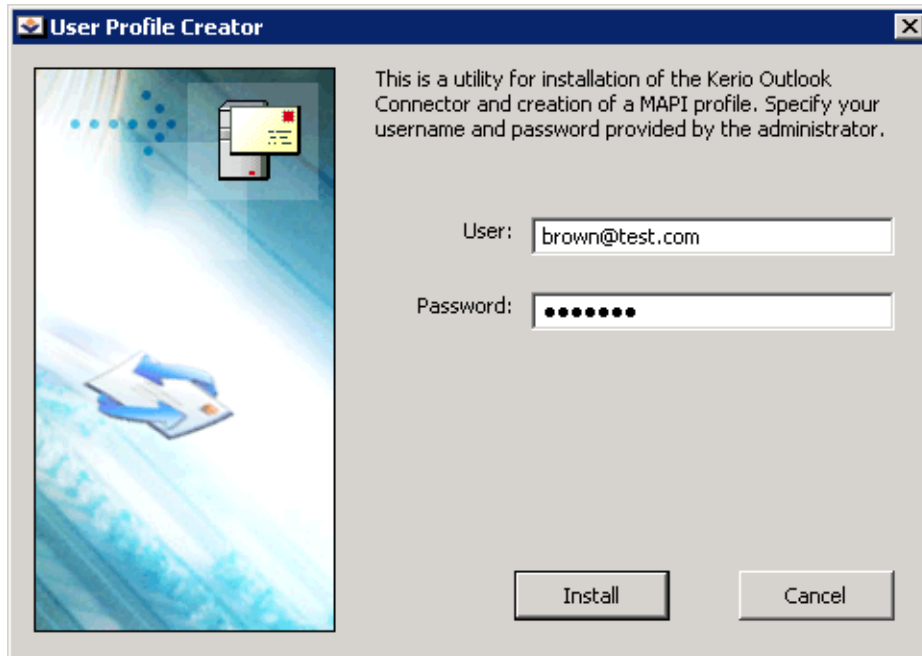 User Profile Creator
This is a utility for installation of the Kerio Outlook
Connector and creation of a MAPI profile. Specify your
username and password provided by the administrator.
User: brown@test.com
Password: ●●●●●●●
Install Cancel